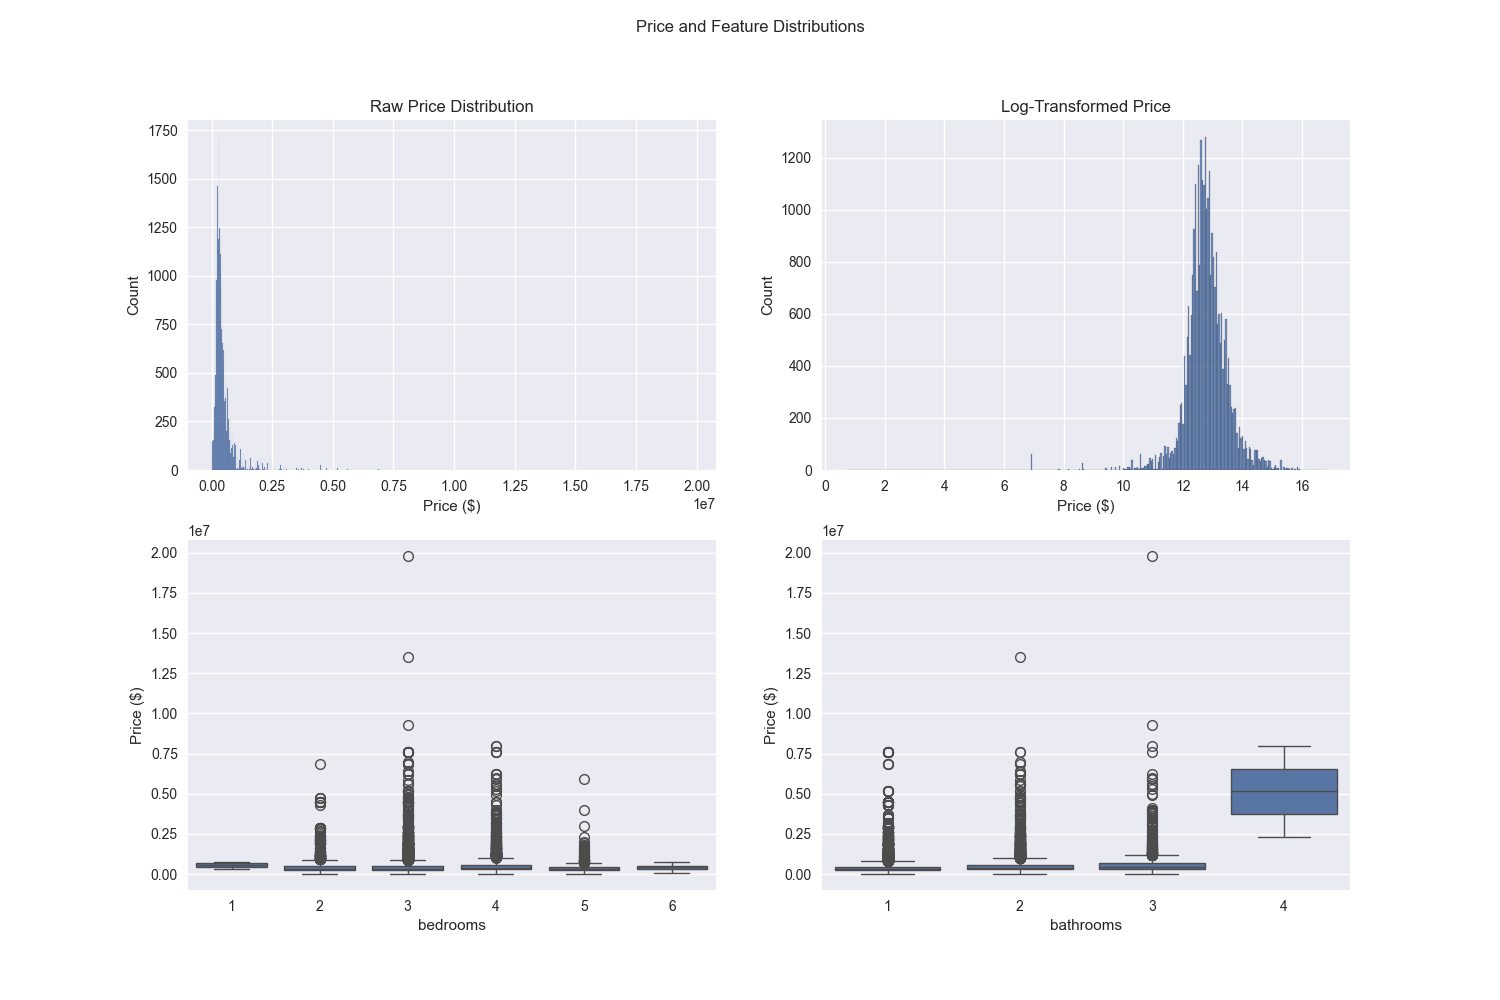 Price and Feature Distributions
Raw Price Distribution
1750
1500
1250
1000
750
500
250
0
Count
0.00 0.25 0.50 0.75 1.00 1.25 1.50 1.75 2.00
1e7
Price ($)
Log-Transformed Price
1200
1000
800
600
400
200
0
Count
0 2 4 6 8 10 12 14 16
Price ($)
1e7
2.00
1.75
1.50
1.25
1.00
0.75
0.50
0.25
0.00
Price ($)
1 2 3 4 5 6
bedrooms
1e7
2.00
1.75
1.50
1.25
1.00
0.75
0.50
0.25
0.00
Price ($)
1 2 3 4
bathrooms